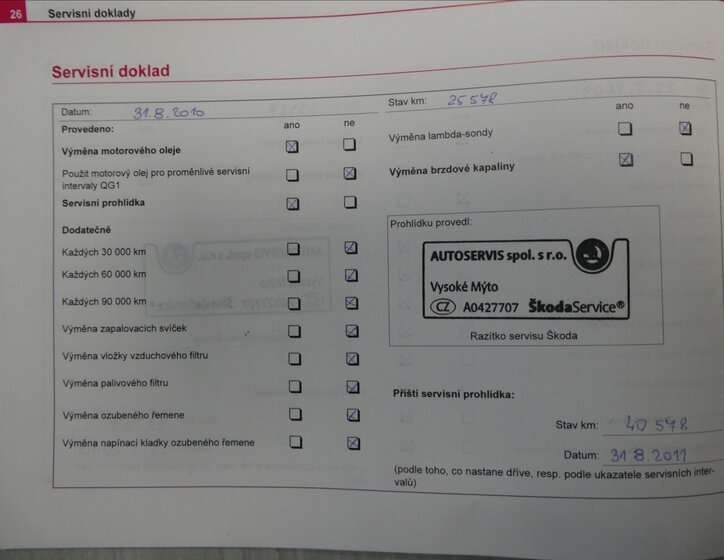 26 Servisní doklady
Servisní doklad
Datum: 31.8.2010
Stav km: 25 578
Provedeno: ano ne
ano ne
Výměna motorového oleje
Výměna lambda-sondy
Použit motorový olej pro proměnlivé servisní
intervaly QG1
Výměna brzdové kapaliny
Servisní prohlídka
Dodatečně
Každých 30 000 km
Každých 60 000 km
Každých 90 000 km
Výměna zapalovacích svíček
Výměna vložky vzduchového filtru
Výměna palivového filtru
Výměna ozubeného řemene
Výměna napínací kladky ozubeného řemene
Prohlídku provedl:
AUTOSERVIS spol. s r.o.
Vysoké Mýto
CZ A0427707 ŠkodaService®
Razítko servisu Škoda
Příští servisní prohlídka:
Stav km: 40 578
Datum: 31 8.2011
(podle toho, co nastane dříve, resp. podle ukazatele servisních inter-
valů)